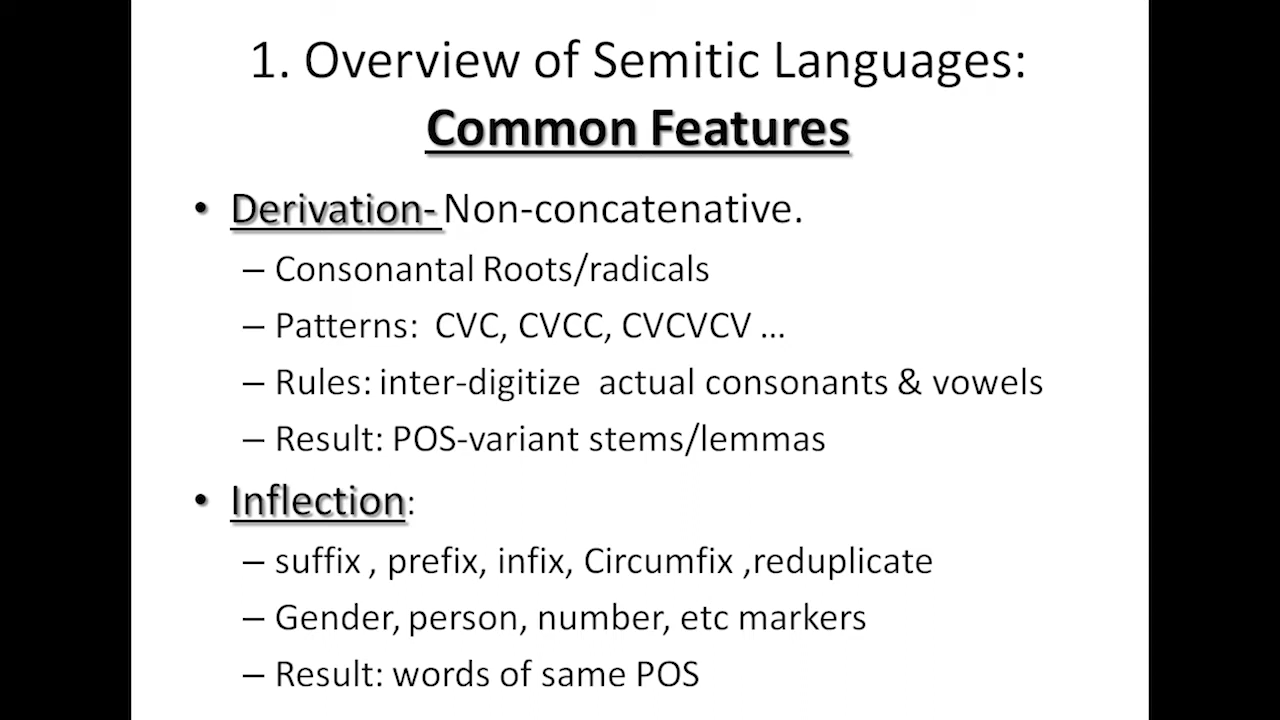 1. Overview of Semitic Languages:
Common Features
• Derivation- Non-concatenative.
– Consonantal Roots/radicals
– Patterns: CVC, CVCC, CVCVCV …
– Rules: inter-digitize actual consonants & vowels
– Result: POS-variant stems/lemmas
• Inflection:
– suffix , prefix, infix, Circumfix ,reduplicate
– Gender, person, number, etc markers
– Result: words of same POS